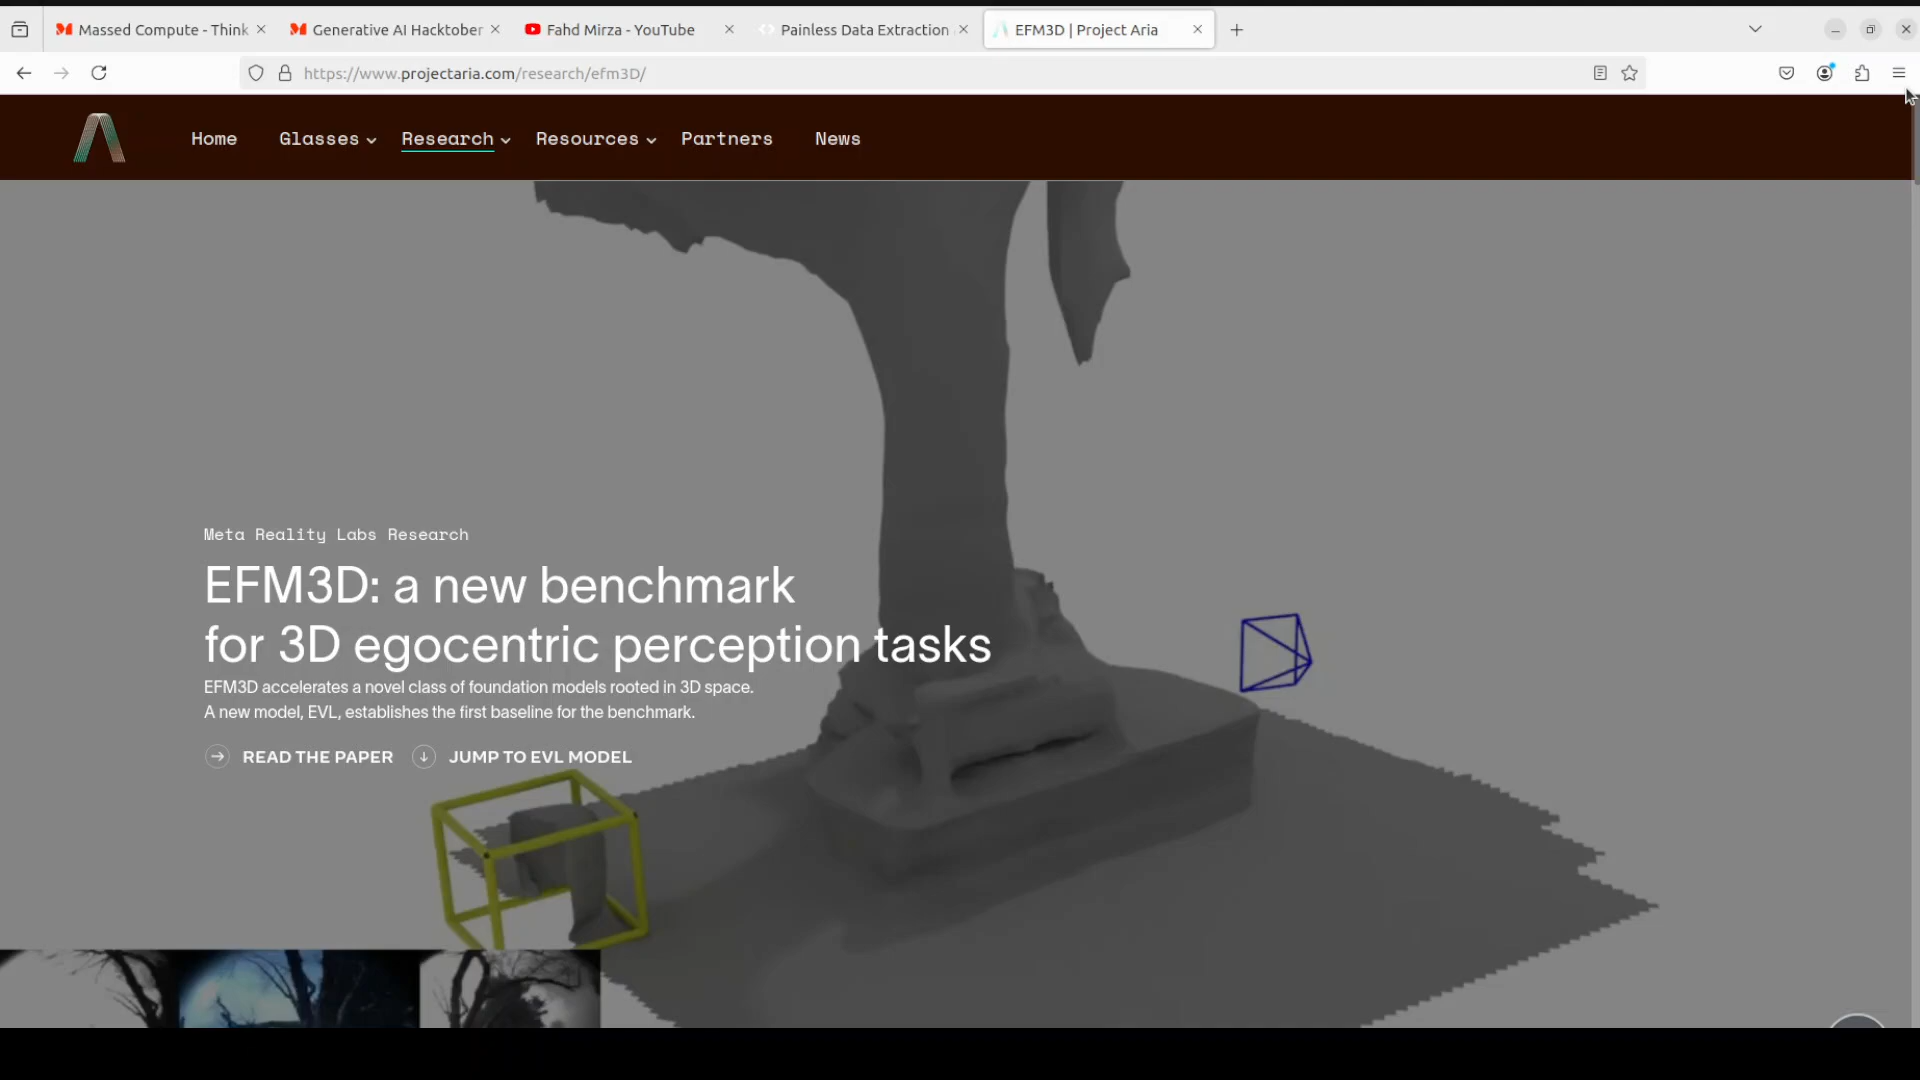 Massed Compute - Think
Generative AI Hacktober
Fahd Mirza - YouTube
Painless Data Extraction
EFM3D | Project Aria
https://www.projectaria.com/research/efm3D/
Home
Glasses
Research
Resources
Partners
News
Meta Reality Labs Research
EFM3D: a new benchmark
for 3D egocentric perception tasks
EFM3D accelerates a novel class of foundation models rooted in 3D space.
A new model, EVL, establishes the first baseline for the benchmark.
READ THE PAPER
JUMP TO EVL MODEL